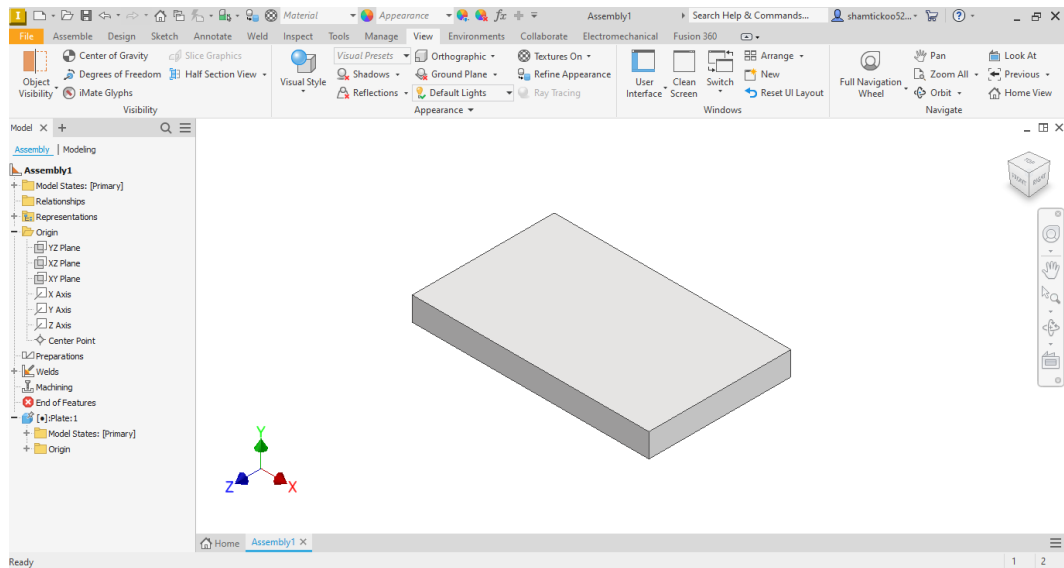 Material Appearance fx Assembly1 Search Help & Commands... shamtickoo52...
File Assemble Design Sketch Annotate Weld Inspect Tools Manage View Environments Collaborate Electromechanical Fusion 360
Object Visibility
Center of Gravity
Degrees of Freedom
iMate Glyphs
Slice Graphics
Half Section View
Visibility
Visual Style
Visual Presets
Shadows
Reflections
Orthographic
Ground Plane
Default Lights
Textures On
Refine Appearance
Ray Tracing
Appearance
User Interface
Clean Screen
Switch
Arrange
New
Reset UI Layout
Windows
Full Navigation Wheel
Pan
Zoom All
Orbit
Look At
Previous
Home View
Navigate
Model
Assembly | Modeling
Assembly1
Model States: [Primary]
Relationships
Representations
Origin
YZ Plane
XZ Plane
XY Plane
X Axis
Y Axis
Z Axis
Center Point
Preparations
Welds
Machining
End of Features
[•]:Plate:1
Model States: [Primary]
Origin
TOP
FRONT RIGHT
Y
Z X
Home Assembly1
Ready 1 2